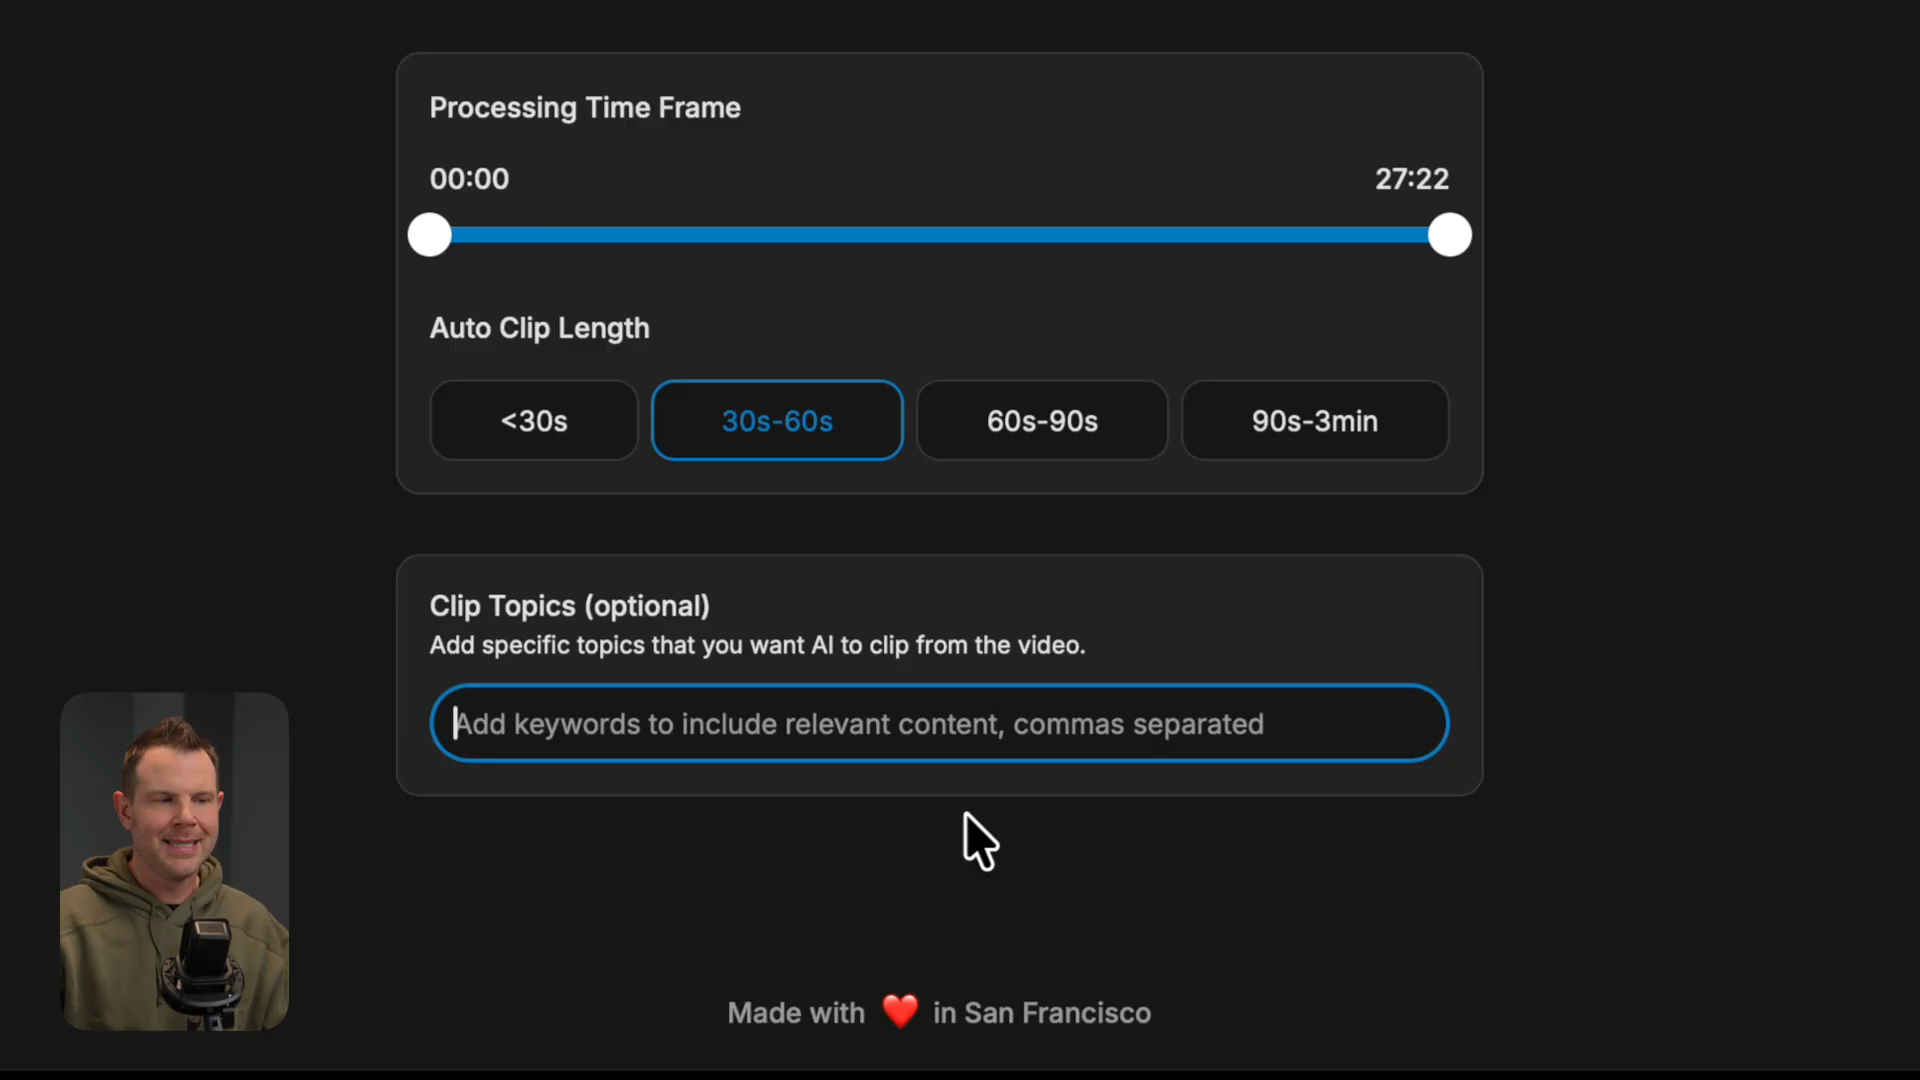 Processing Time Frame
00:00 27:22
Auto Clip Length
<30s 30s-60s 60s-90s 90s-3min
Clip Topics (optional)
Add specific topics that you want AI to clip from the video.
Add keywords to include relevant content, commas separated
Made with ❤️ in San Francisco